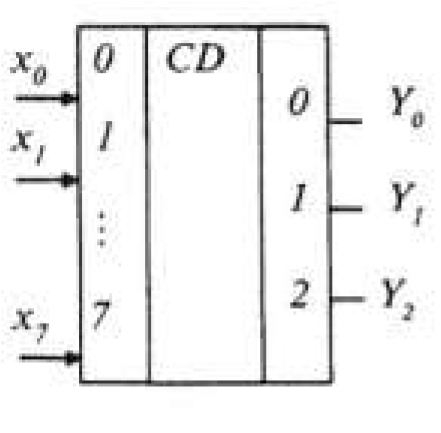 x₀ 0 CD
0 Y₀
x₁ 1
1 Y₁
⋮
2 Y₂
x₇ 7